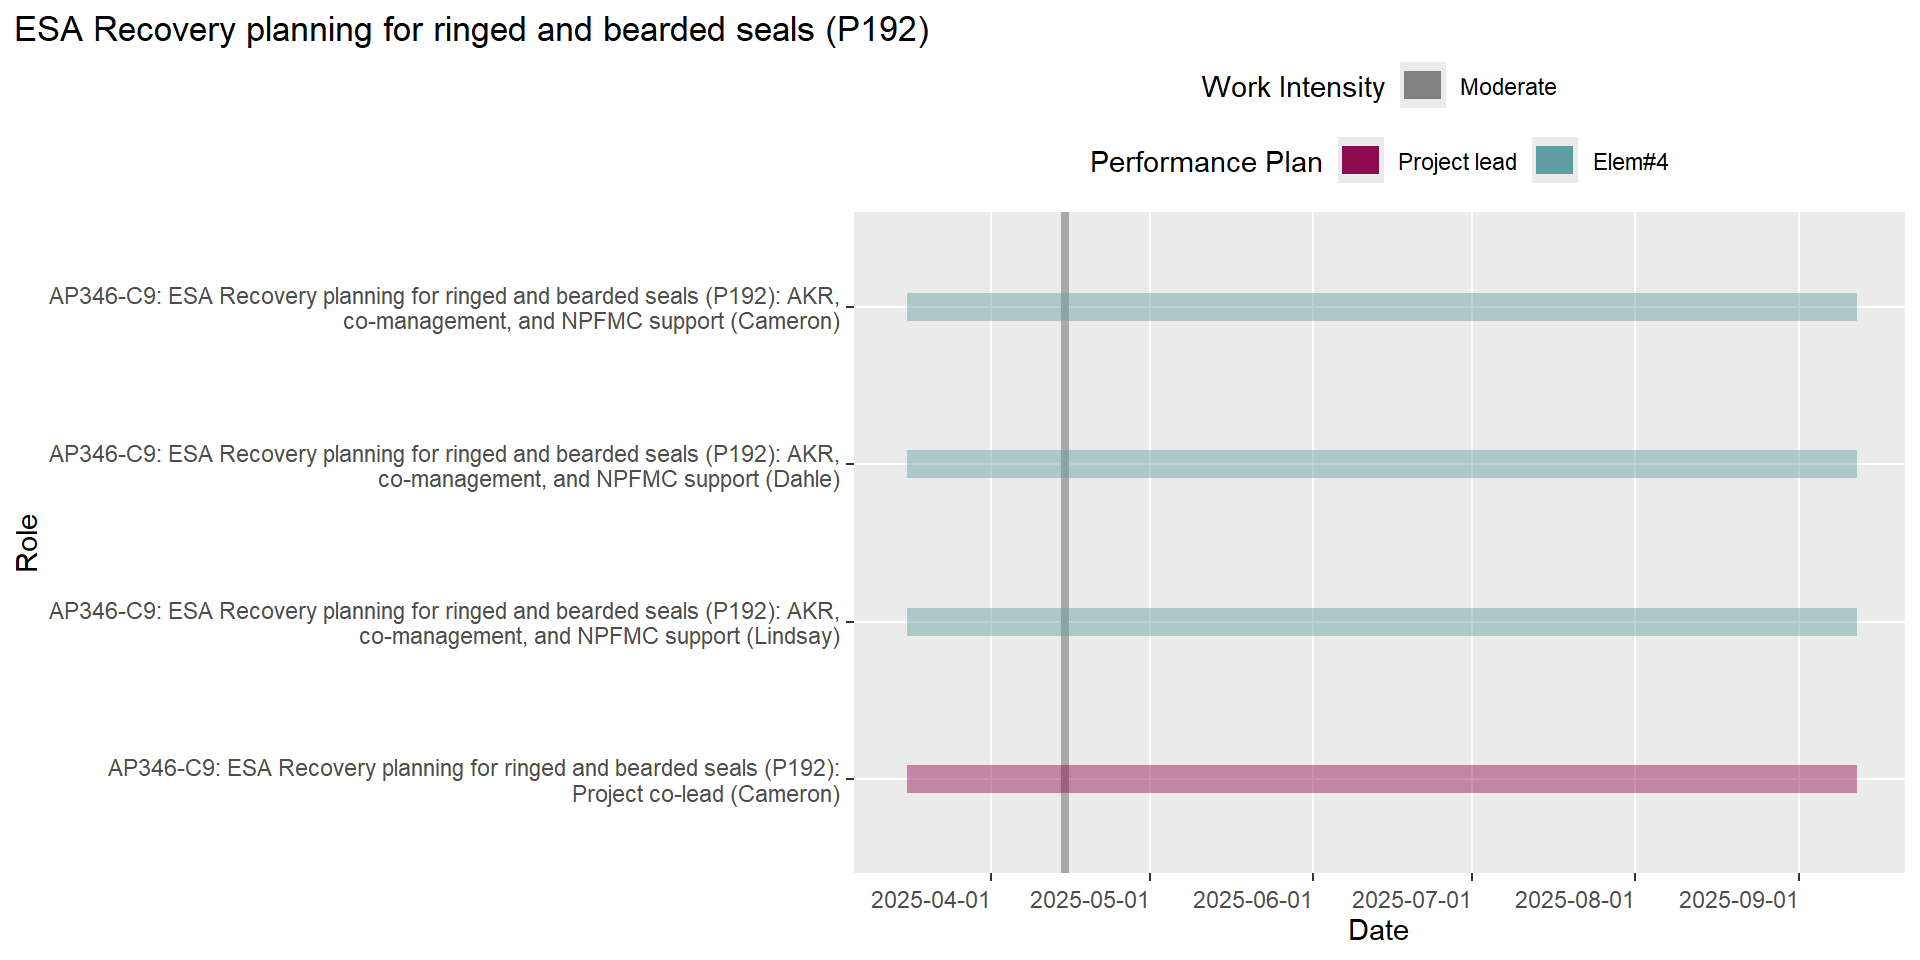 ESA Recovery planning for ringed and bearded seals (P192)
Work Intensity Moderate
Performance Plan Project lead Elem#4
AP346-C9: ESA Recovery planning for ringed and bearded seals (P192): AKR,
co-management, and NPFMC support (Cameron)
AP346-C9: ESA Recovery planning for ringed and bearded seals (P192): AKR,
co-management, and NPFMC support (Dahle)
Role
AP346-C9: ESA Recovery planning for ringed and bearded seals (P192): AKR,
co-management, and NPFMC support (Lindsay)
AP346-C9: ESA Recovery planning for ringed and bearded seals (P192):
Project co-lead (Cameron)
2025-04-01 2025-05-01 2025-06-01 2025-07-01 2025-08-01 2025-09-01
Date